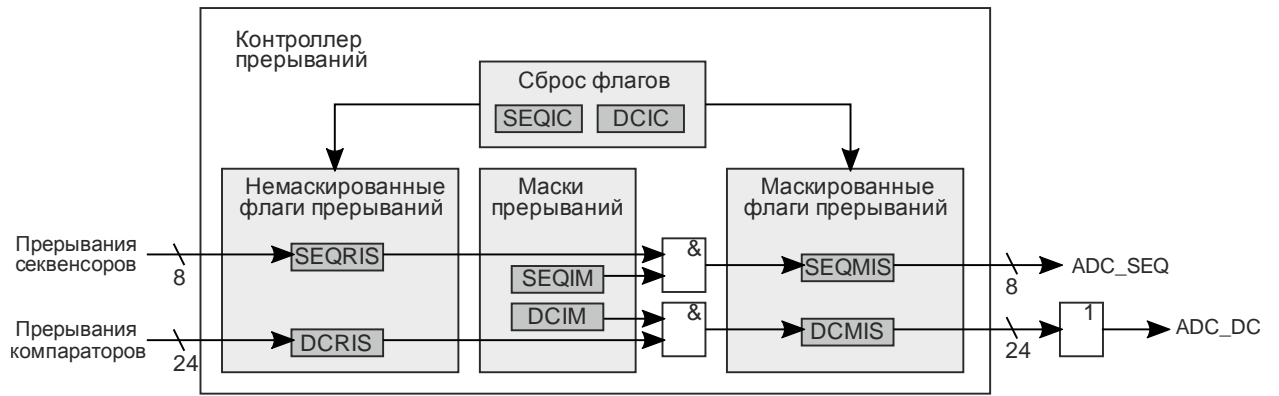 Контроллер
прерываний
Сброс флагов
SEQIC DCIC
Немаскированные
флаги прерываний
Маски
прерываний
Маскированные
флаги прерываний
Прерывания
секвенсоров
8
SEQRIS
SEQIM
&
SEQMIS
8
ADC_SEQ
Прерывания
компараторов
24
DCRIS
DCIM
&
DCMIS
24
1
ADC_DC